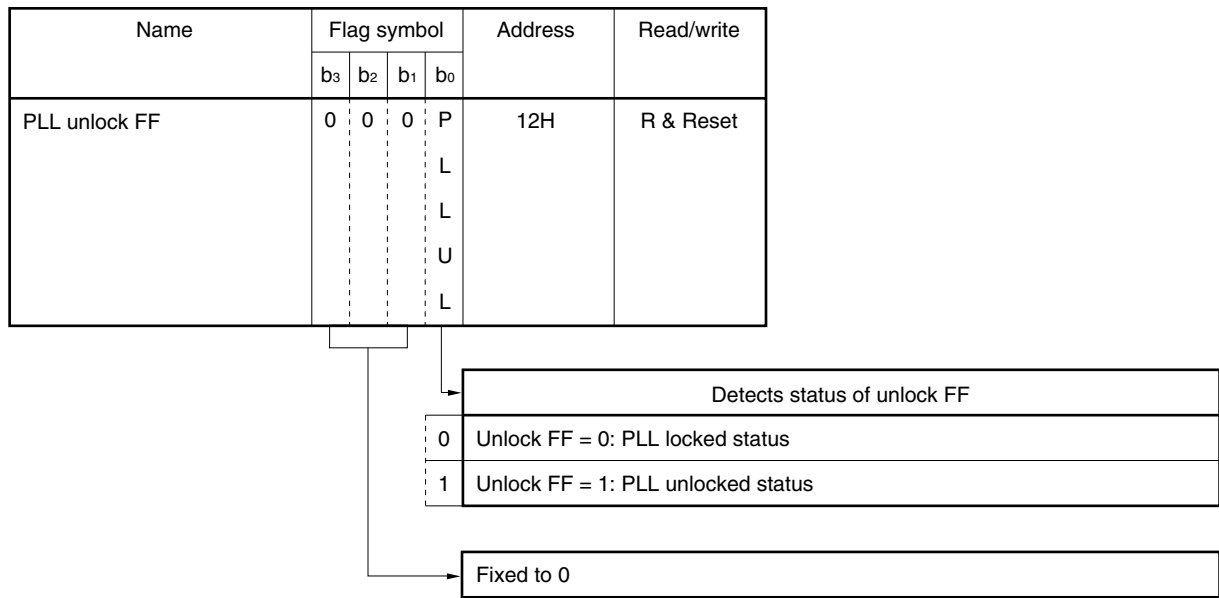 Name Flag symbol Address Read/write
b3 b2 b1 b0
PLL unlock FF 0 0 0 P 12H R & Reset
L
L
U
L
Detects status of unlock FF
0 Unlock FF = 0: PLL locked status
1 Unlock FF = 1: PLL unlocked status
Fixed to 0